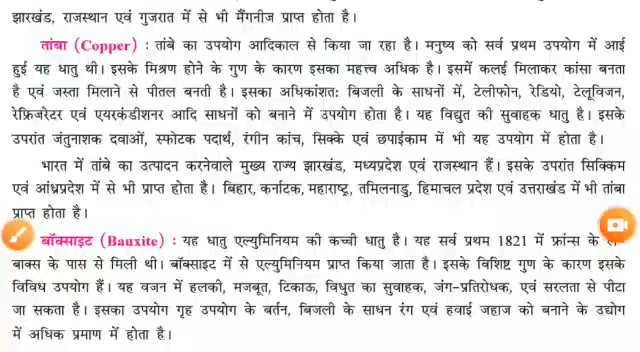 झारखंड, राजस्थान एवं गुजरात में से भी मैंगनीज प्राप्त होता है।
तांबा (Copper) : तांबे का उपयोग आदिकाल से किया जा रहा है। मनुष्य को सर्व प्रथम उपयोग में आई
हुई यह धातु थी। इसके मिश्रण होने के गुण के कारण इसका महत्त्व अधिक है। इसमें कलई मिलाकर कांसा बनता
है एवं जस्ता मिलाने से पीतल बनती है। इसका अधिकांशत: बिजली के साधनों में, टेलीफोन, रेडियो, टेलूविजन,
रेफ्रिजरेटर एवं एयरकंडीशनर आदि साधनों को बनाने में उपयोग होता है। यह विद्युत की सुवाहक धातु है। इसके
उपरांत जंतुनाशक दवाओं, स्फोटक पदार्थ, रंगीन कांच, सिक्के एवं छपाईकाम में भी यह उपयोग में होता है।
भारत में तांबे का उत्पादन करनेवाले मुख्य राज्य झारखंड, मध्यप्रदेश एवं राजस्थान हैं। इसके उपरांत सिक्किम
एवं आंध्रप्रदेश में से भी प्राप्त होता है। बिहार, कर्नाटक, महाराष्ट्र, तमिलनाडु, हिमाचल प्रदेश एवं उत्तराखंड में भी तांबा
प्राप्त होता है।
बॉक्साइट (Bauxite) : यह धातु एल्युमिनियम की कच्ची धातु है। यह सर्व प्रथम 1821 में फ्रांन्स के
बाक्स के पास से मिली थी। बॉक्साइट में से एल्युमिनियम प्राप्त किया जाता है। इसके विशिष्ट गुण के कारण इसके
विविध उपयोग हैं। यह वजन में हलकी, मजबूत, टिकाऊ, विधुत का सुवाहक, जंग-प्रतिरोधक, एवं सरलता से पीटा
जा सकता है। इसका उपयोग गृह उपयोग के बर्तन, बिजली के साधन रंग एवं हवाई जहाज को बनाने के उद्योग
में अधिक प्रमाण में होता है।